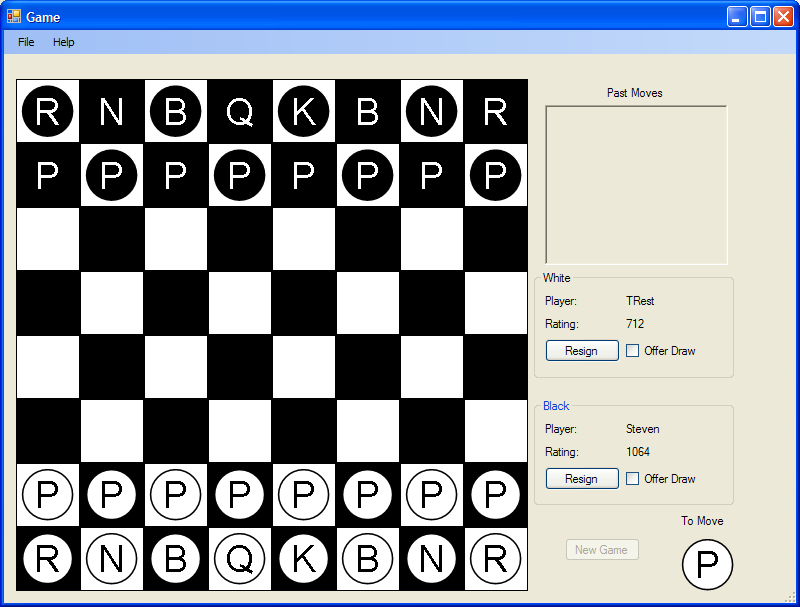 Game
File Help
R N B Q K B N R
P P P P P P P P
P P P P P P P P
R N B Q K B N R
Past Moves
White
Player: TRest
Rating: 712
Resign Offer Draw
Black
Player: Steven
Rating: 1064
Resign Offer Draw
To Move
New Game
P